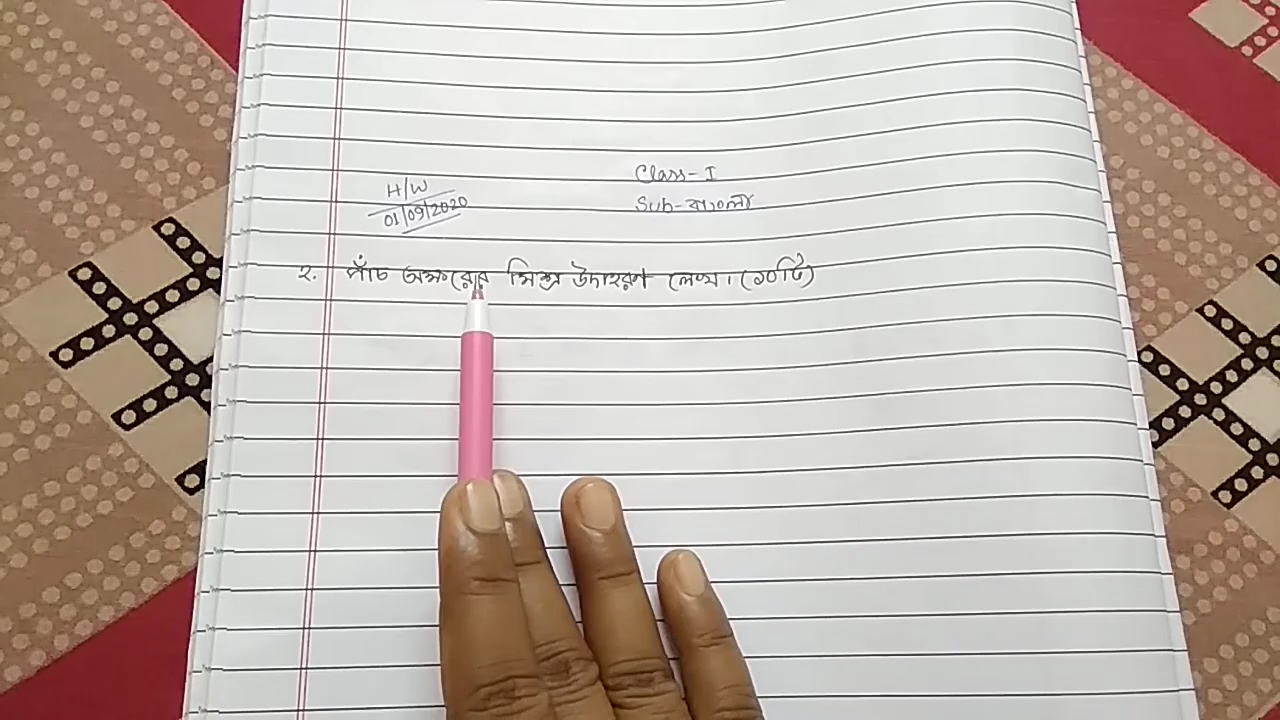 Class- I
H/W
Sub- বাংলা
01/09/2020
২. পাঁচ অক্ষরের মিশ্র উদাহরণ লেখ। (১০টি)